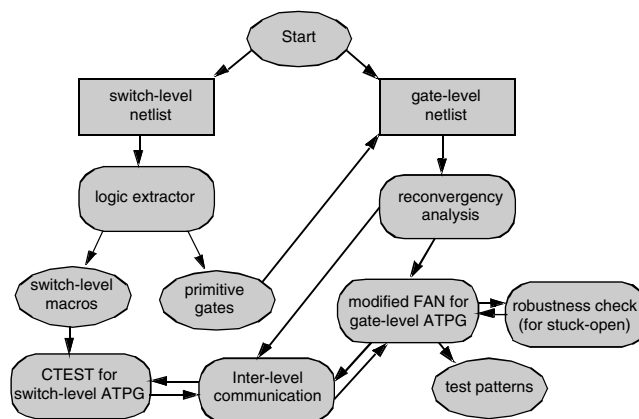 Start
switch-level
netlist
gate-level
netlist
logic extractor
reconvergency
analysis
switch-level
macros
primitive
gates
modified FAN for
gate-level ATPG
robustness check
(for stuck-open)
CTEST for
switch-level ATPG
Inter-level
communication
test patterns